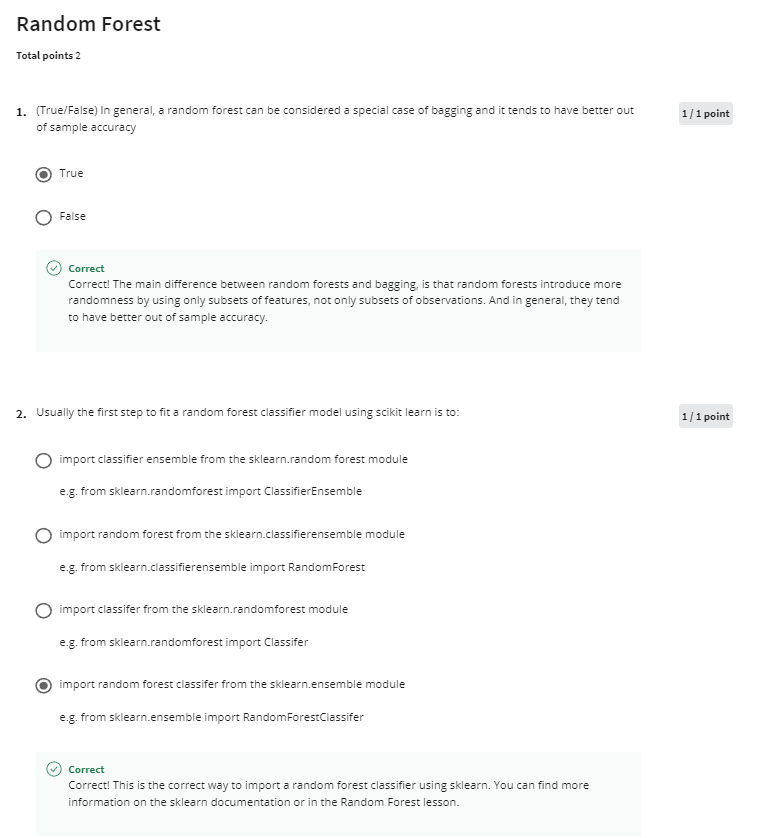 Random Forest
Total points 2
1. (True/False) In general, a random forest can be considered a special case of bagging and it tends to have better out
of sample accuracy
1 / 1 point
True
False
Correct
Correct! The main difference between random forests and bagging, is that random forests introduce more
randomness by using only subsets of features, not only subsets of observations. And in general, they tend
to have better out of sample accuracy.
2. Usually the first step to fit a random forest classifier model using scikit learn is to:
1 / 1 point
import classifier ensemble from the sklearn.random forest module
e.g. from sklearn.randomforest import ClassifierEnsemble
import random forest from the sklearn.classifierensemble module
e.g. from sklearn.classifierensemble import RandomForest
import classifer from the sklearn.randomforest module
e.g. from sklearn.randomforest import Classifer
import random forest classifer from the sklearn.ensemble module
e.g. from sklearn.ensemble import RandomForestClassifer
Correct
Correct! This is the correct way to import a random forest classifier using sklearn. You can find more
information on the sklearn documentation or in the Random Forest lesson.